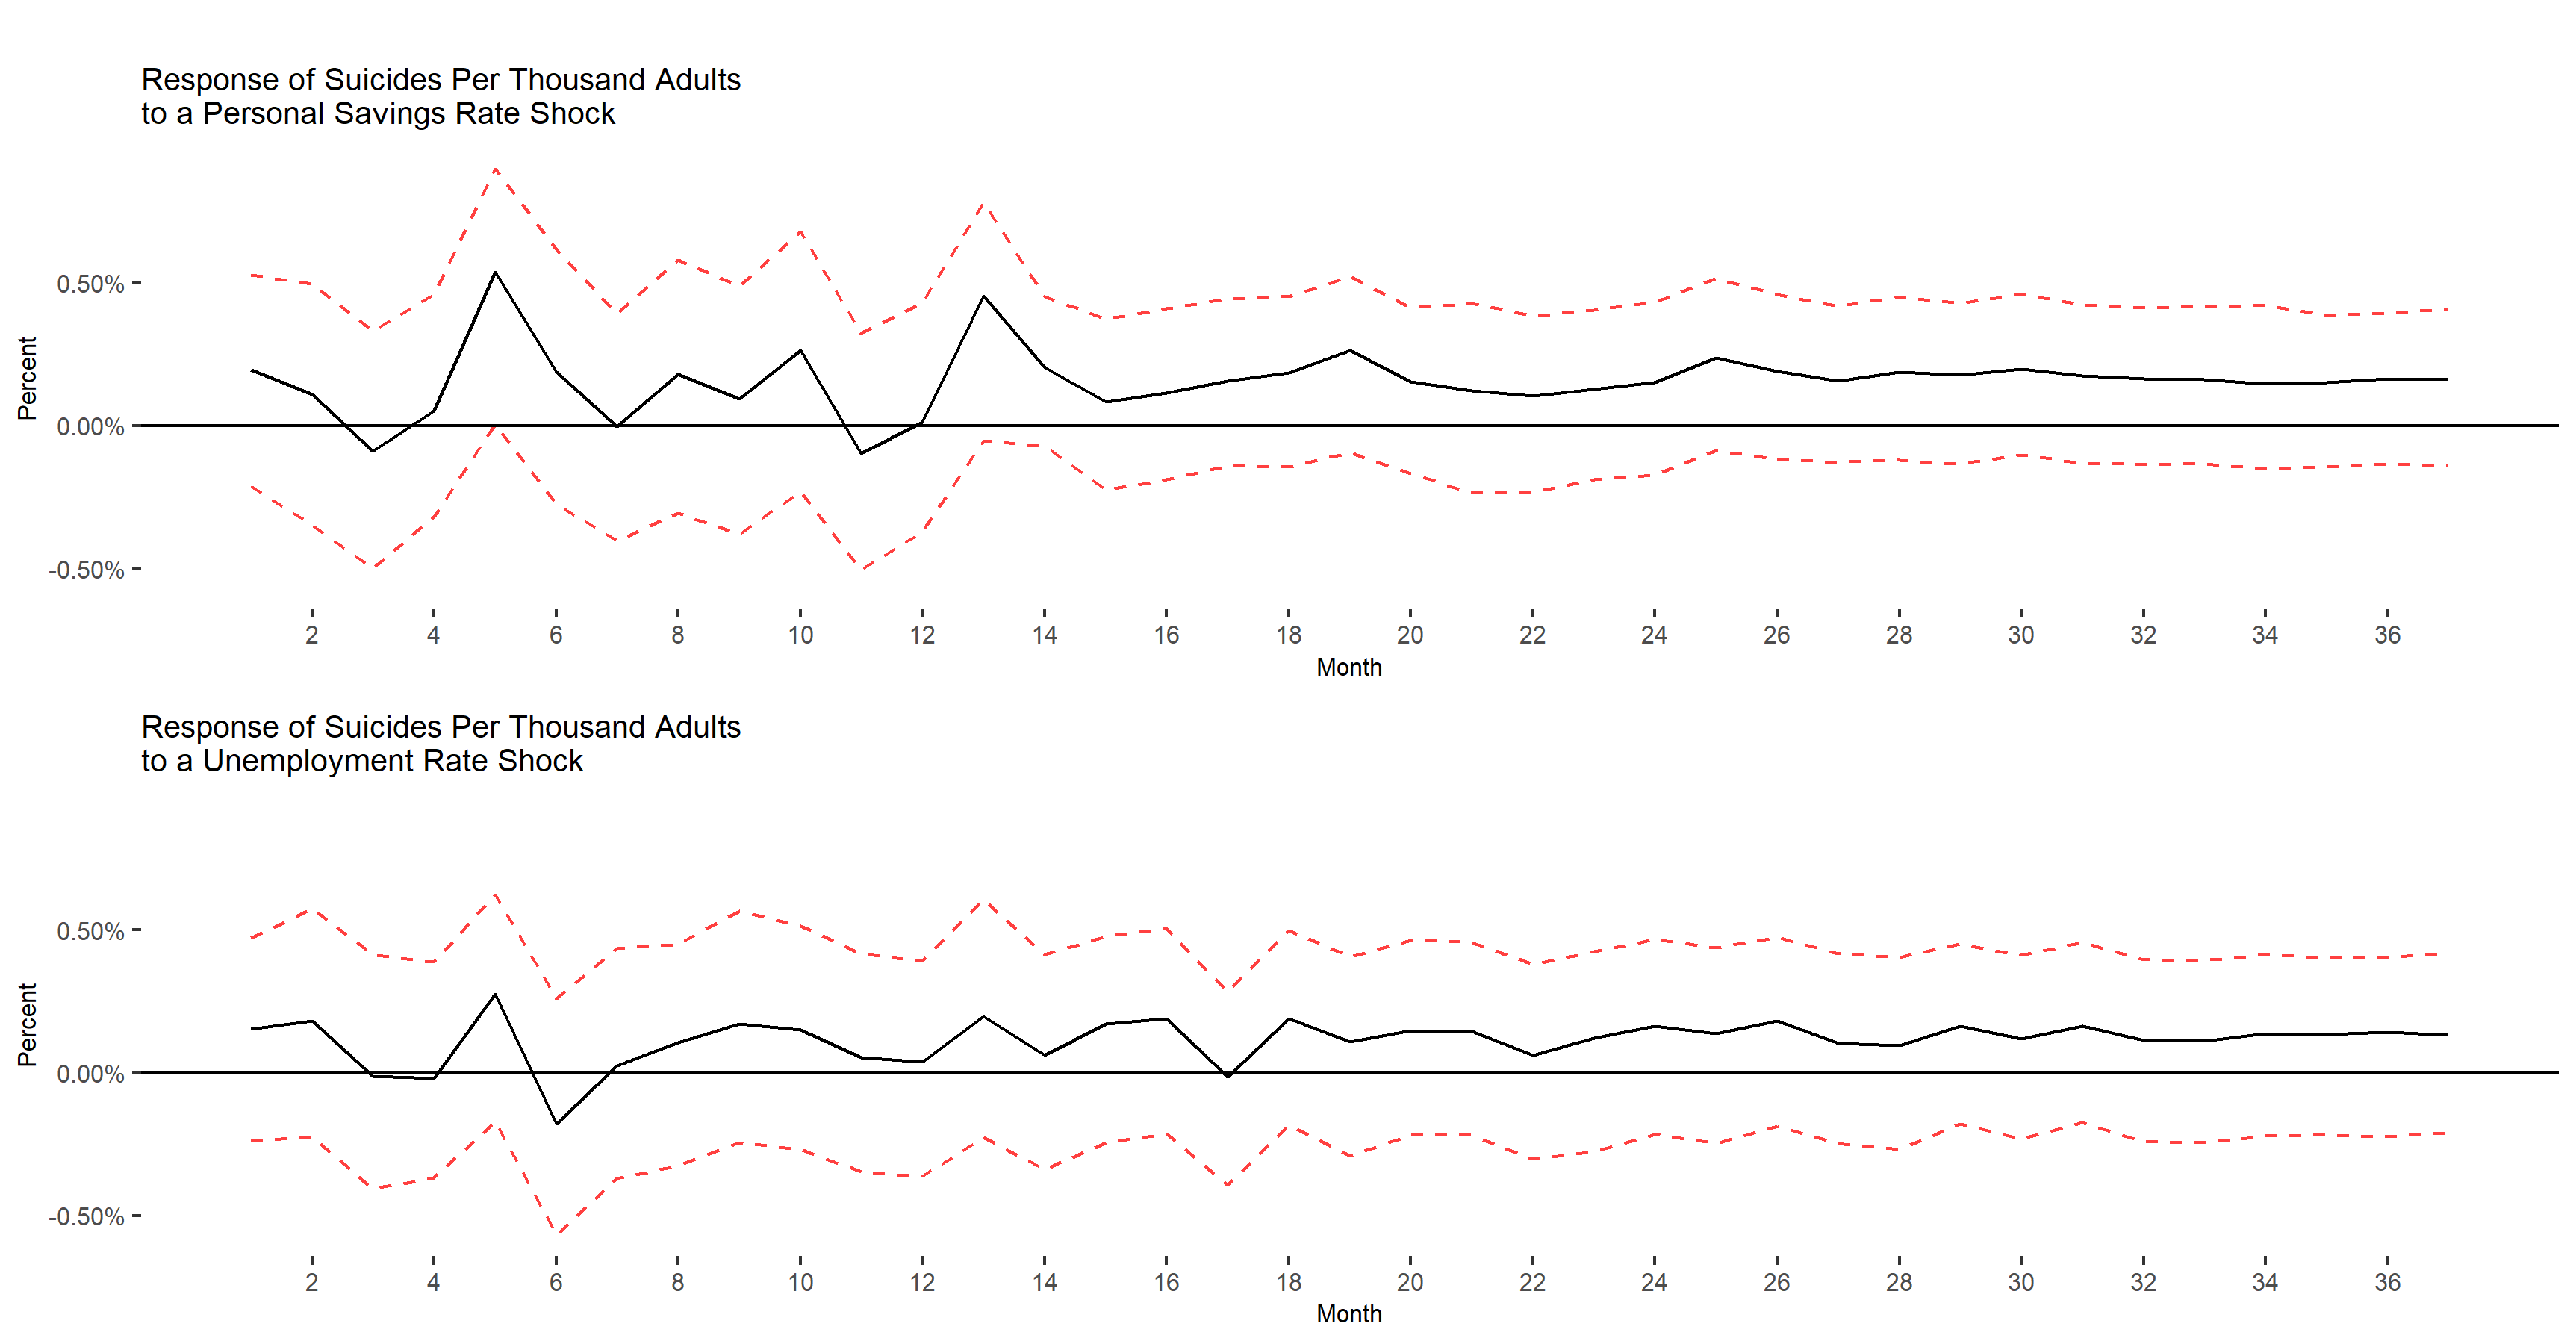 Response of Suicides Per Thousand Adults
to a Personal Savings Rate Shock
Percent
0.50%
0.00%
-0.50%
2 4 6 8 10 12 14 16 18 20 22 24 26 28 30 32 34 36
Month
Response of Suicides Per Thousand Adults
to a Unemployment Rate Shock
Percent
0.50%
0.00%
-0.50%
2 4 6 8 10 12 14 16 18 20 22 24 26 28 30 32 34 36
Month